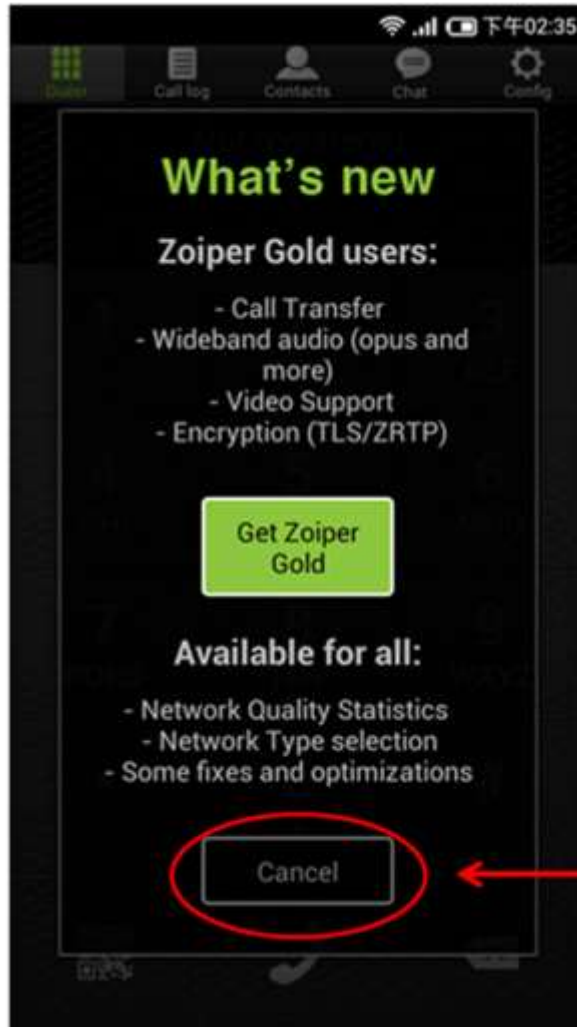 下午02:35
Dialer Call log Contacts Chat Config
What's new
Zoiper Gold users:
- Call Transfer
- Wideband audio (opus and
more)
- Video Support
- Encryption (TLS/ZRTP)
Get Zoiper
Gold
Available for all:
- Network Quality Statistics
- Network Type selection
- Some fixes and optimizations
Cancel